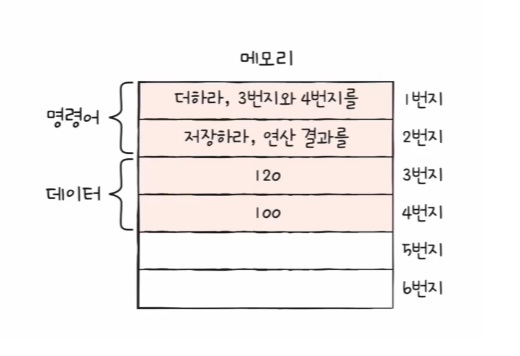 메모리
명령어
더하라, 3번지와 4번지를 1번지
저장하라, 연산 결과를 2번지
데이터
120 3번지
100 4번지
5번지
6번지